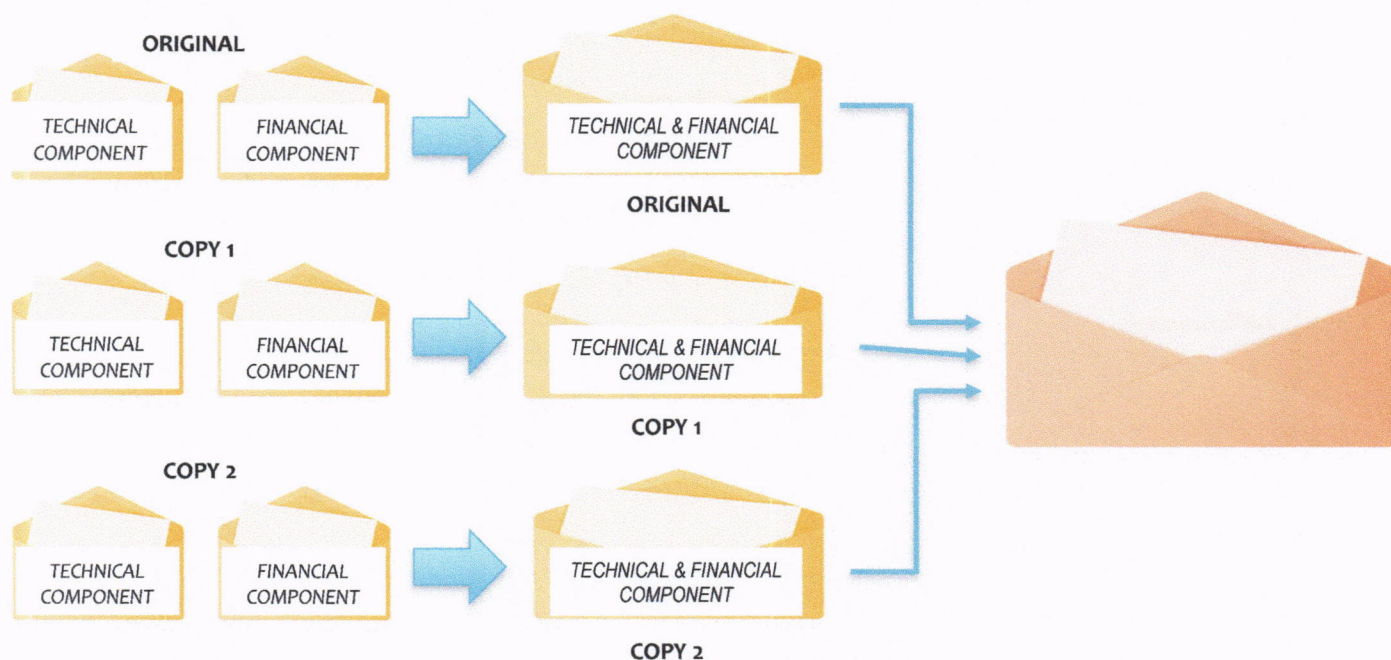 ORIGINAL
TECHNICAL
COMPONENT
FINANCIAL
COMPONENT
TECHNICAL & FINANCIAL
COMPONENT
ORIGINAL
COPY 1
TECHNICAL
COMPONENT
FINANCIAL
COMPONENT
TECHNICAL & FINANCIAL
COMPONENT
COPY 1
COPY 2
TECHNICAL
COMPONENT
FINANCIAL
COMPONENT
TECHNICAL & FINANCIAL
COMPONENT
COPY 2